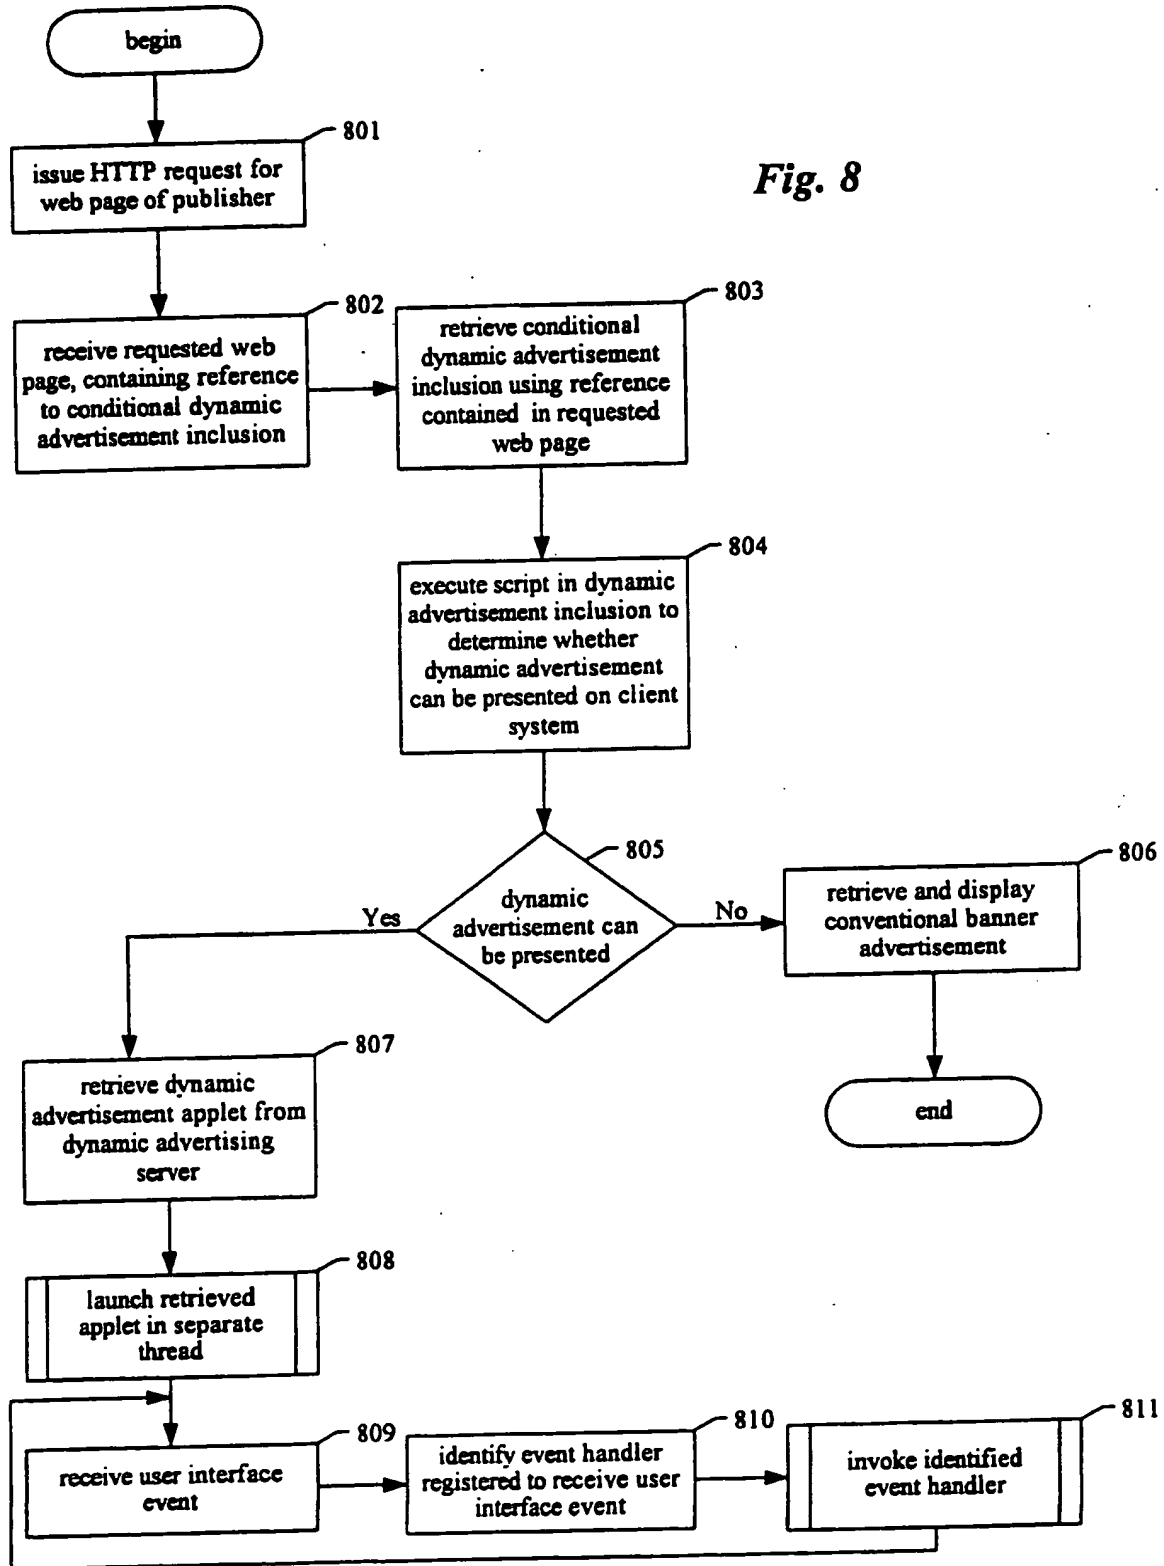 begin
801
issue HTTP request for
web page of publisher
Fig. 8
802
receive requested web
page, containing reference
to conditional dynamic
advertisement inclusion
803
retrieve conditional
dynamic advertisement
inclusion using reference
contained in requested
web page
804
execute script in dynamic
advertisement inclusion to
determine whether
dynamic advertisement
can be presented on client
system
805
dynamic
advertisement can
be presented
Yes
No
806
retrieve and display
conventional banner
advertisement
end
807
retrieve dynamic
advertisement applet from
dynamic advertising
server
808
launch retrieved
applet in separate
thread
809
receive user interface
event
810
identify event handler
registered to receive user
interface event
811
invoke identified
event handler